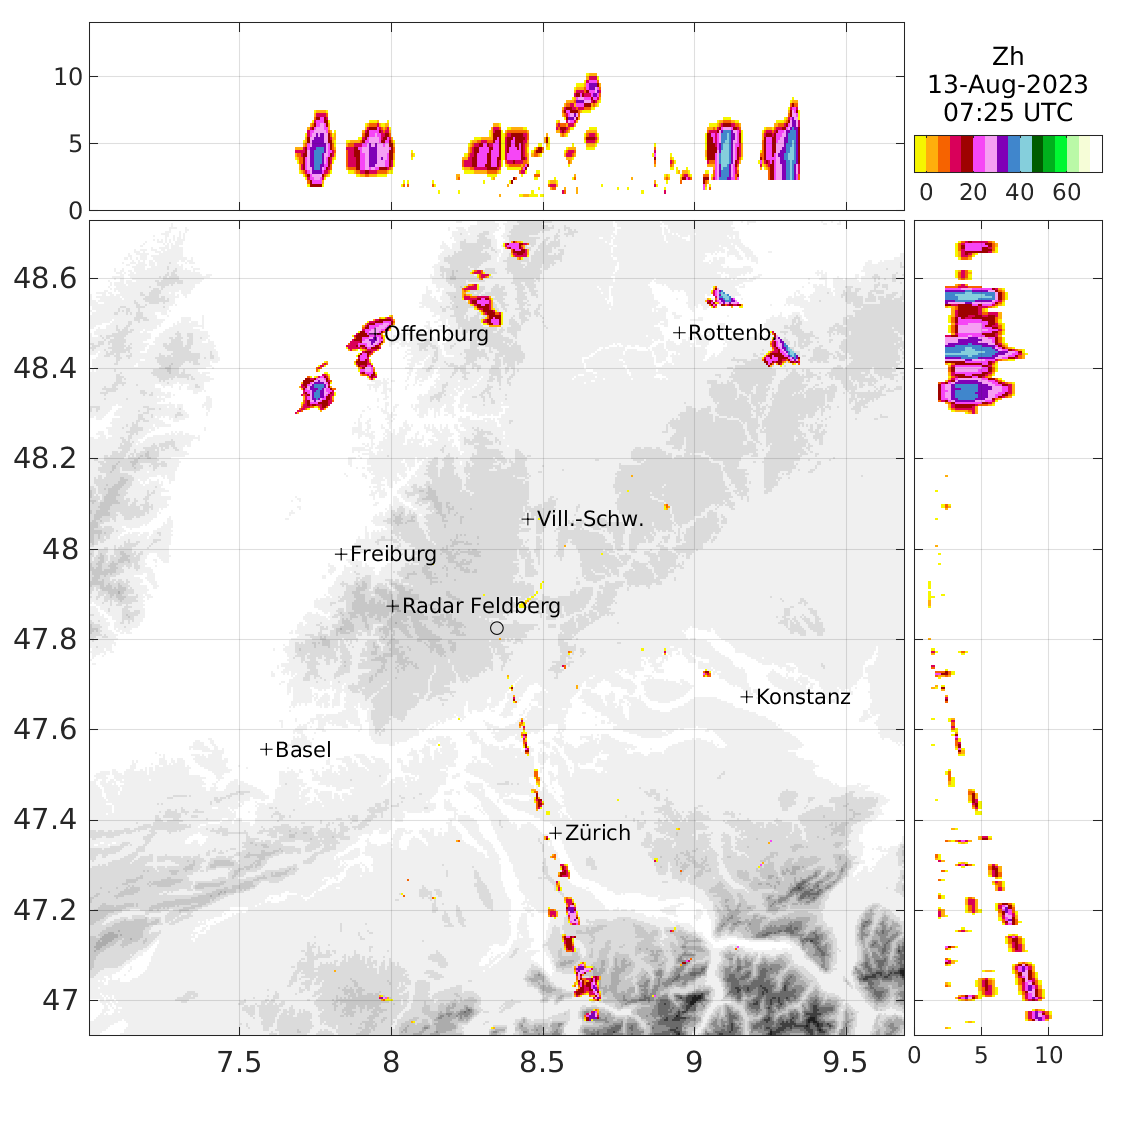 10
5
0
Zh
13-Aug-2023
07:25 UTC
0 20 40 60
48.6
48.4
48.2
48
47.8
47.6
47.4
47.2
47
Offenburg
Rottenb.
Vill.-Schw.
Freiburg
Radar Feldberg
Konstanz
Basel
Zürich
7.5 8 8.5 9 9.5
0 5 10